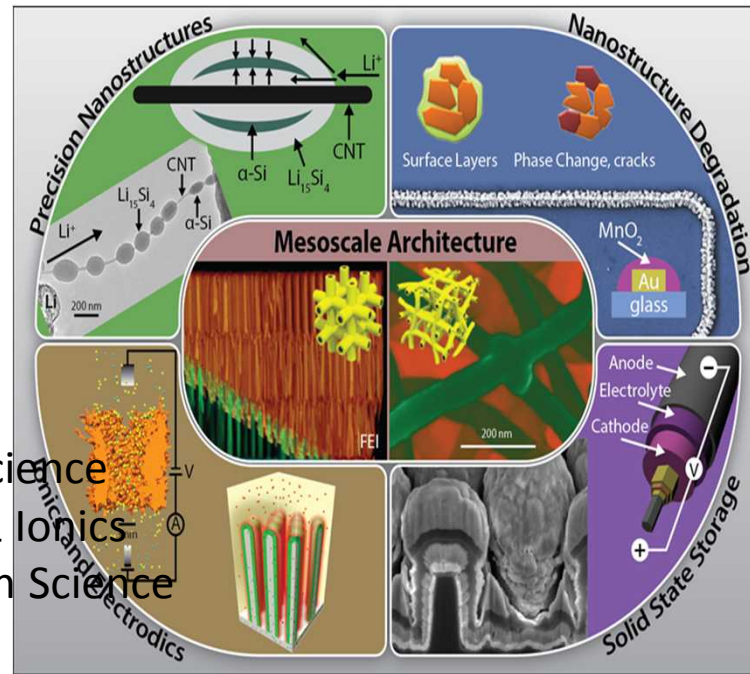 Precision Nanostructures
Li⁺
CNT
α-Si
Li₁₅Si₄
CNT
Li₁₅Si₄
α-Si
Li⁺
Li
200 nm
Nanostructure Degradation
Surface Layers
Phase Change, cracks
MnO₂
Au
glass
Mesoscale Architecture
FEI
200 nm
V
A
Anode
Electrolyte
Cathode
−
V
+
Solid State Storage
Ionics
Science